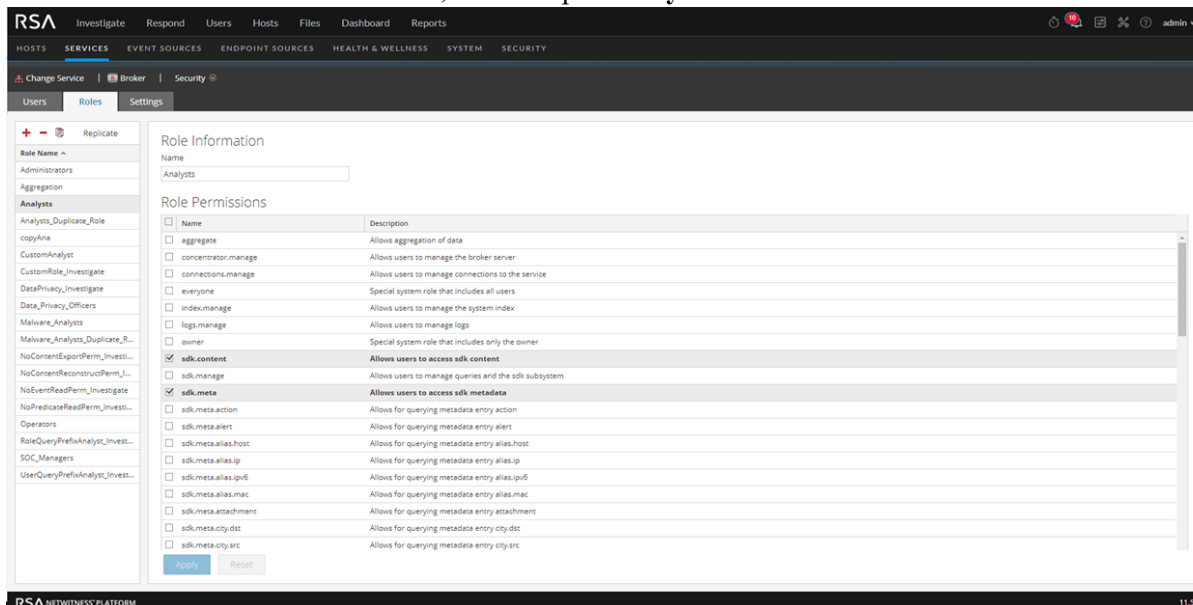 RSA Investigate Respond Users Hosts Files Dashboard Reports 10 admin
HOSTS SERVICES EVENT SOURCES ENDPOINT SOURCES HEALTH & WELLNESS SYSTEM SECURITY
Change Service | Broker | Security
Users Roles Settings
Replicate
Role Name
Administrators
Aggregation
Analysts
Analysts_Duplicate_Role
copyAna
CustomAnalyst
CustomRole_Investigate
DataPrivacy_Investigate
Data_Privacy_Officers
Malware_Analysts
Malware_Analysts_Duplicate_R...
NoContentExportPerm_Investi...
NoContentReconstructPerm_I...
NoEventReadPerm_Investigate
NoPredicateReadPerm_Investi...
Operators
RoleQueryPrefixAnalyst_Invest...
SOC_Managers
UserQueryPrefixAnalyst_Invest...
Role Information
Name
Analysts
Role Permissions
Name Description
aggregate Allows aggregation of data
concentrator.manage Allows users to manage the broker server
connections.manage Allows users to manage connections to the service
everyone Special system role that includes all users
index.manage Allows users to manage the system index
logs.manage Allows users to manage logs
owner Special system role that includes only the owner
sdk.content Allows users to access sdk content
sdk.manage Allows users to manage queries and the sdk subsystem
sdk.meta Allows users to access sdk metadata
sdk.meta.action Allows for querying metadata entry action
sdk.meta.alert Allows for querying metadata entry alert
sdk.meta.alias.host Allows for querying metadata entry alias.host
sdk.meta.alias.ip Allows for querying metadata entry alias.ip
sdk.meta.alias.ipv6 Allows for querying metadata entry alias.ipv6
sdk.meta.alias.mac Allows for querying metadata entry alias.mac
sdk.meta.attachment Allows for querying metadata entry attachment
sdk.meta.city.dst Allows for querying metadata entry city.dst
sdk.meta.city.src Allows for querying metadata entry city.src
Apply Reset
RSA NETWITNESS PLATFORM